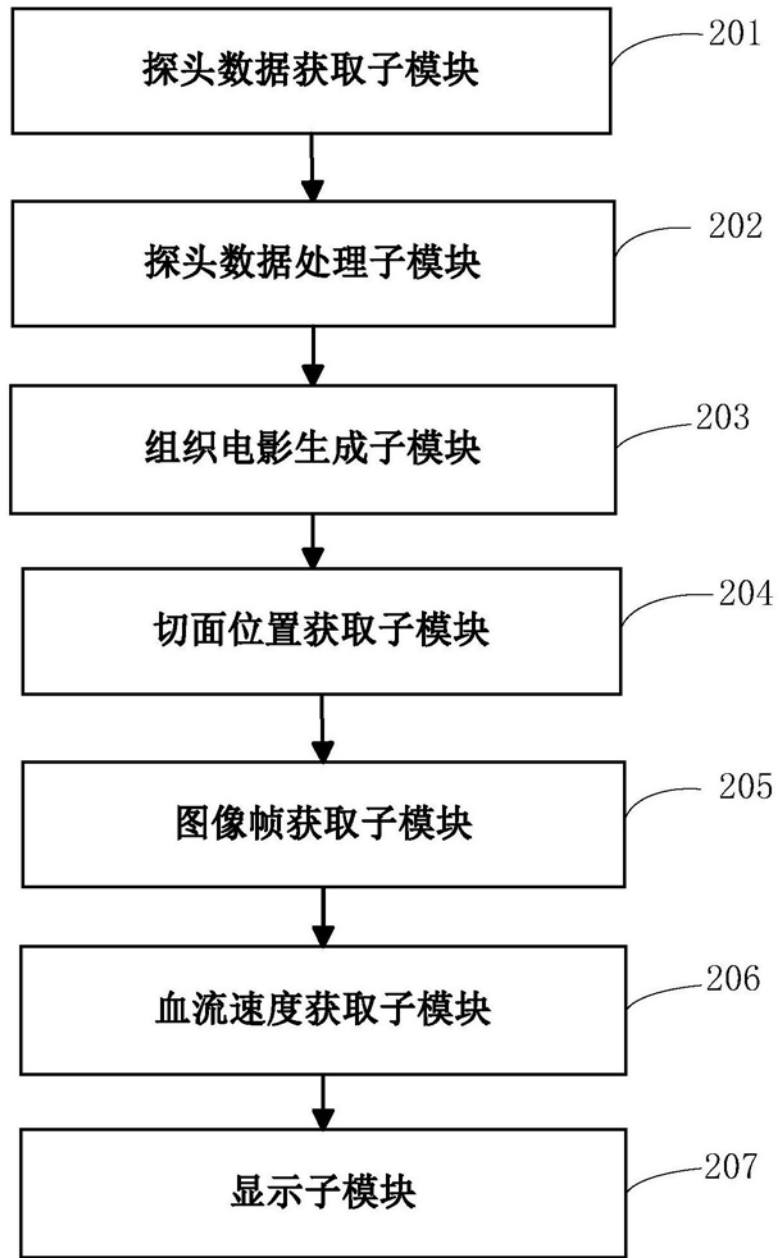 探头数据获取子模块 201
探头数据处理子模块 202
组织电影生成子模块 203
切面位置获取子模块 204
图像帧获取子模块 205
血流速度获取子模块 206
显示子模块 207